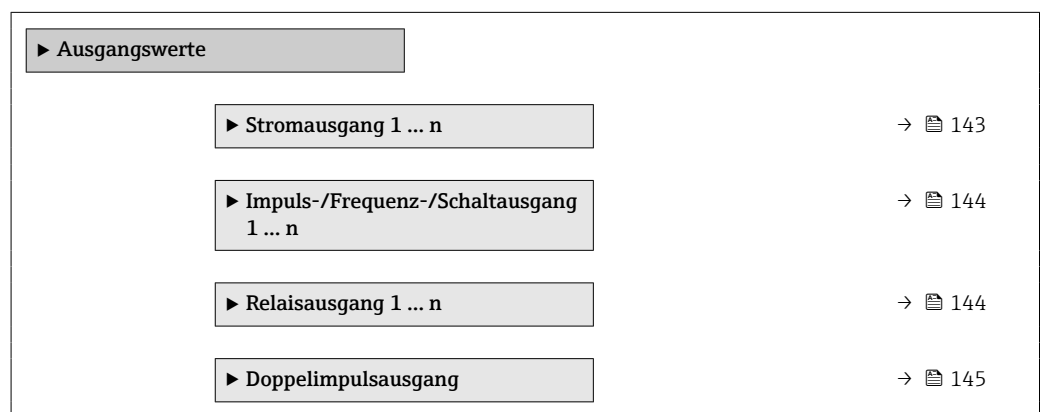 ▶ Ausgangswerte
▶ Stromausgang 1 ... n → 143
▶ Impuls-/Frequenz-/Schaltausgang
1 ... n → 144
▶ Relaisausgang 1 ... n → 144
▶ Doppelimpulsausgang → 145